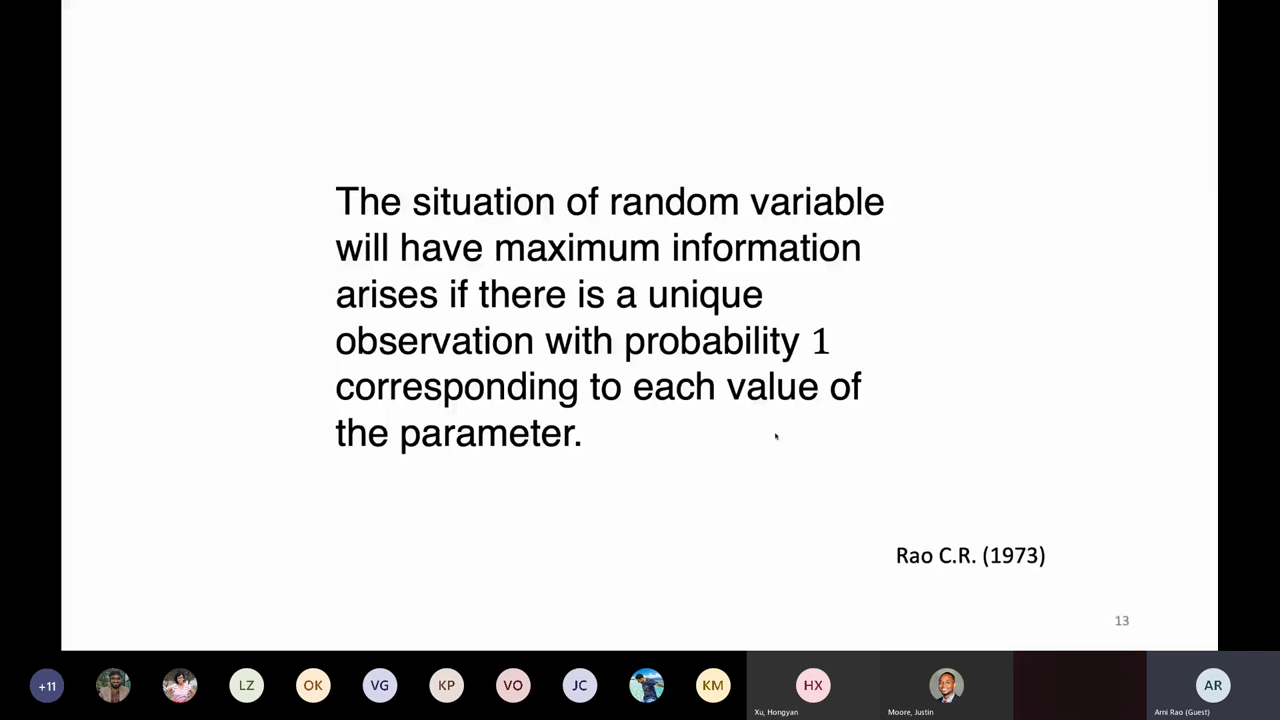 The situation of random variable
will have maximum information
arises if there is a unique
observation with probability 1
corresponding to each value of
the parameter.
Rao C.R. (1973)
13
+11
LZ
OK
VG
KP
VO
JC
KM
HX
AR
Xu, Hongyan
Moore, Justin
Arni Rao (Guest)